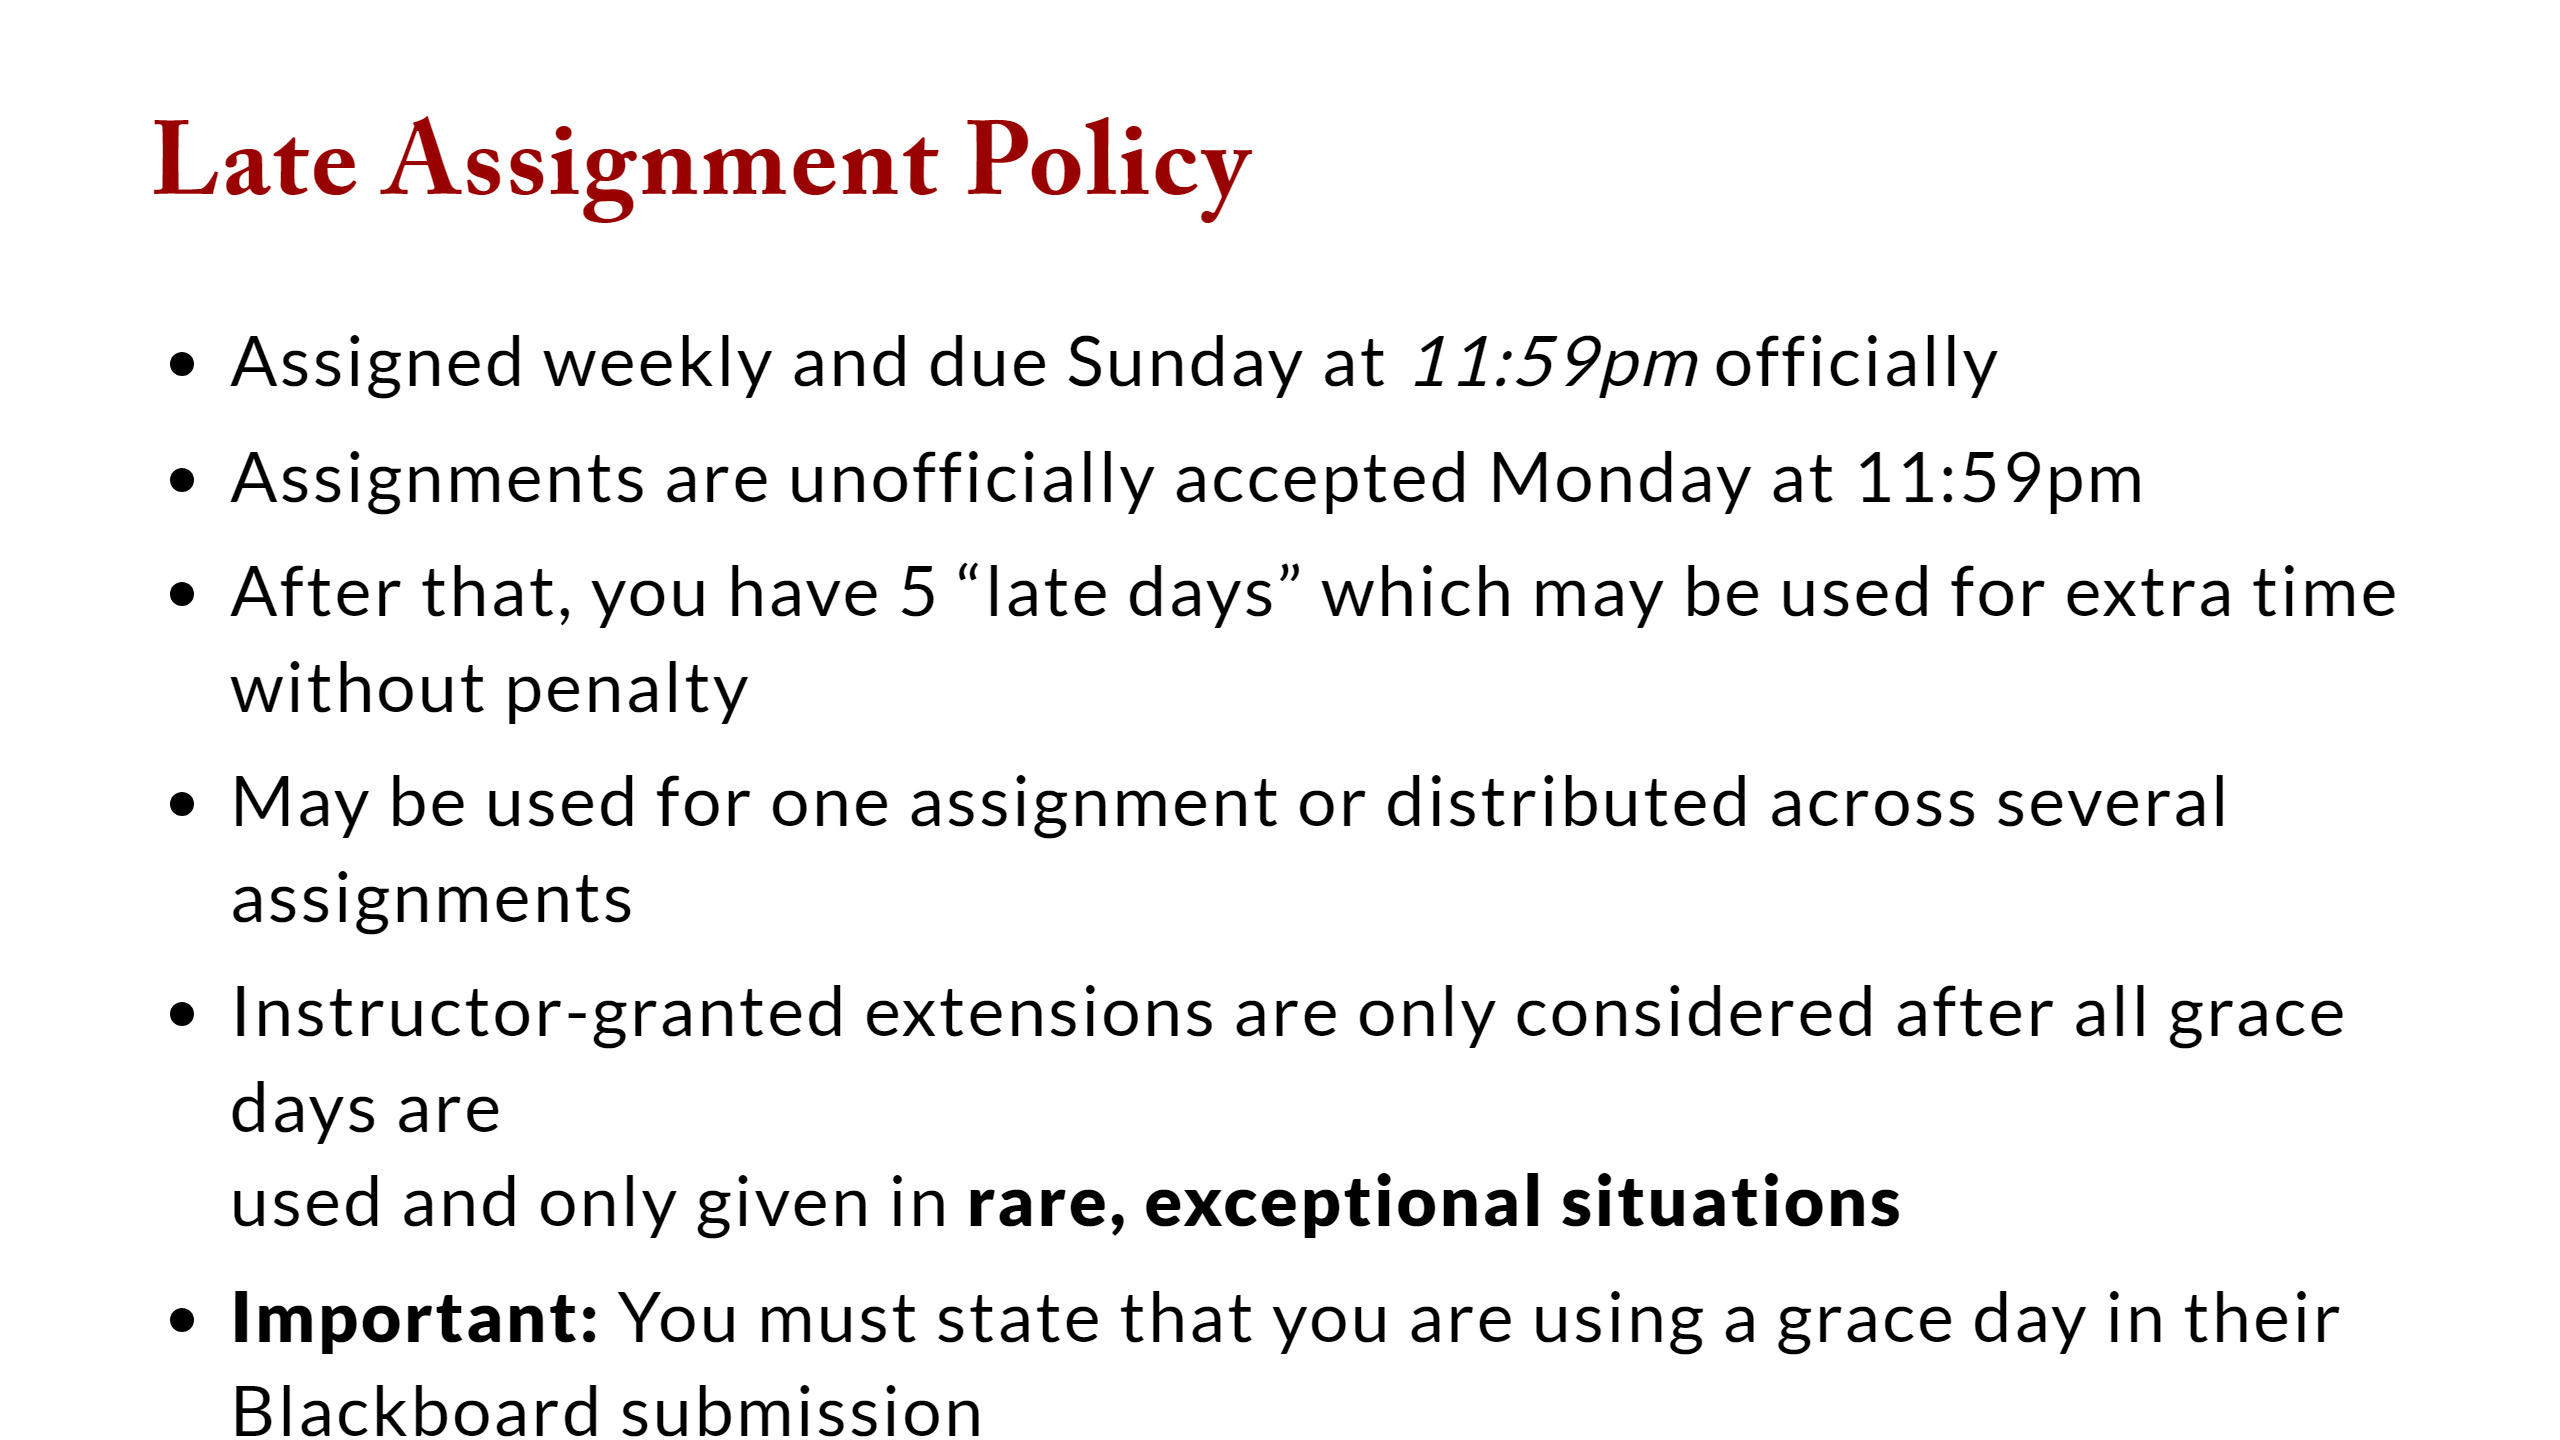 Late Assignment Policy
• Assigned weekly and due Sunday at 11:59pm officially
• Assignments are unofficially accepted Monday at 11:59pm
• After that, you have 5 “late days” which may be used for extra time
without penalty
• May be used for one assignment or distributed across several
assignments
• Instructor-granted extensions are only considered after all grace
days are
used and only given in rare, exceptional situations
• Important: You must state that you are using a grace day in their
Blackboard submission